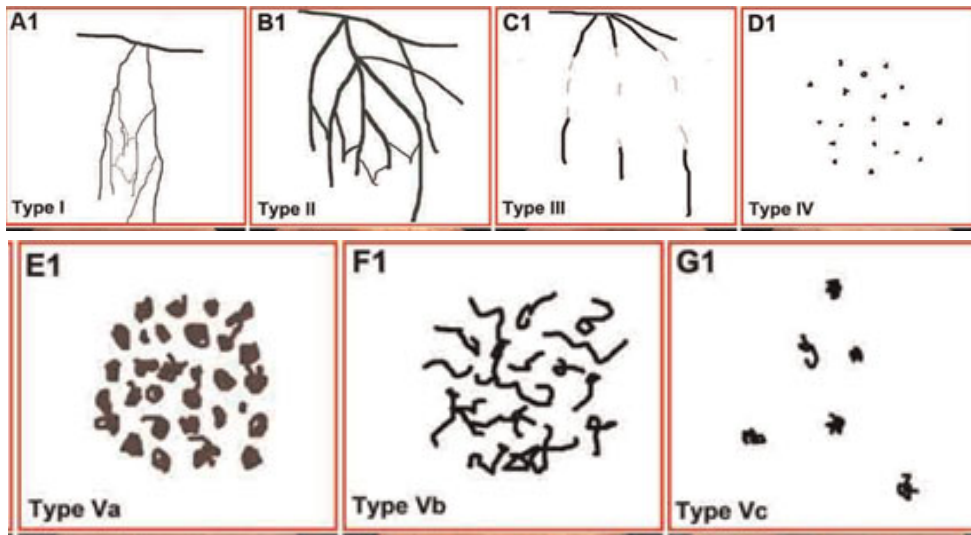 A1
Type I
B1
Type II
C1
Type III
D1
Type IV
E1
Type Va
F1
Type Vb
G1
Type Vc